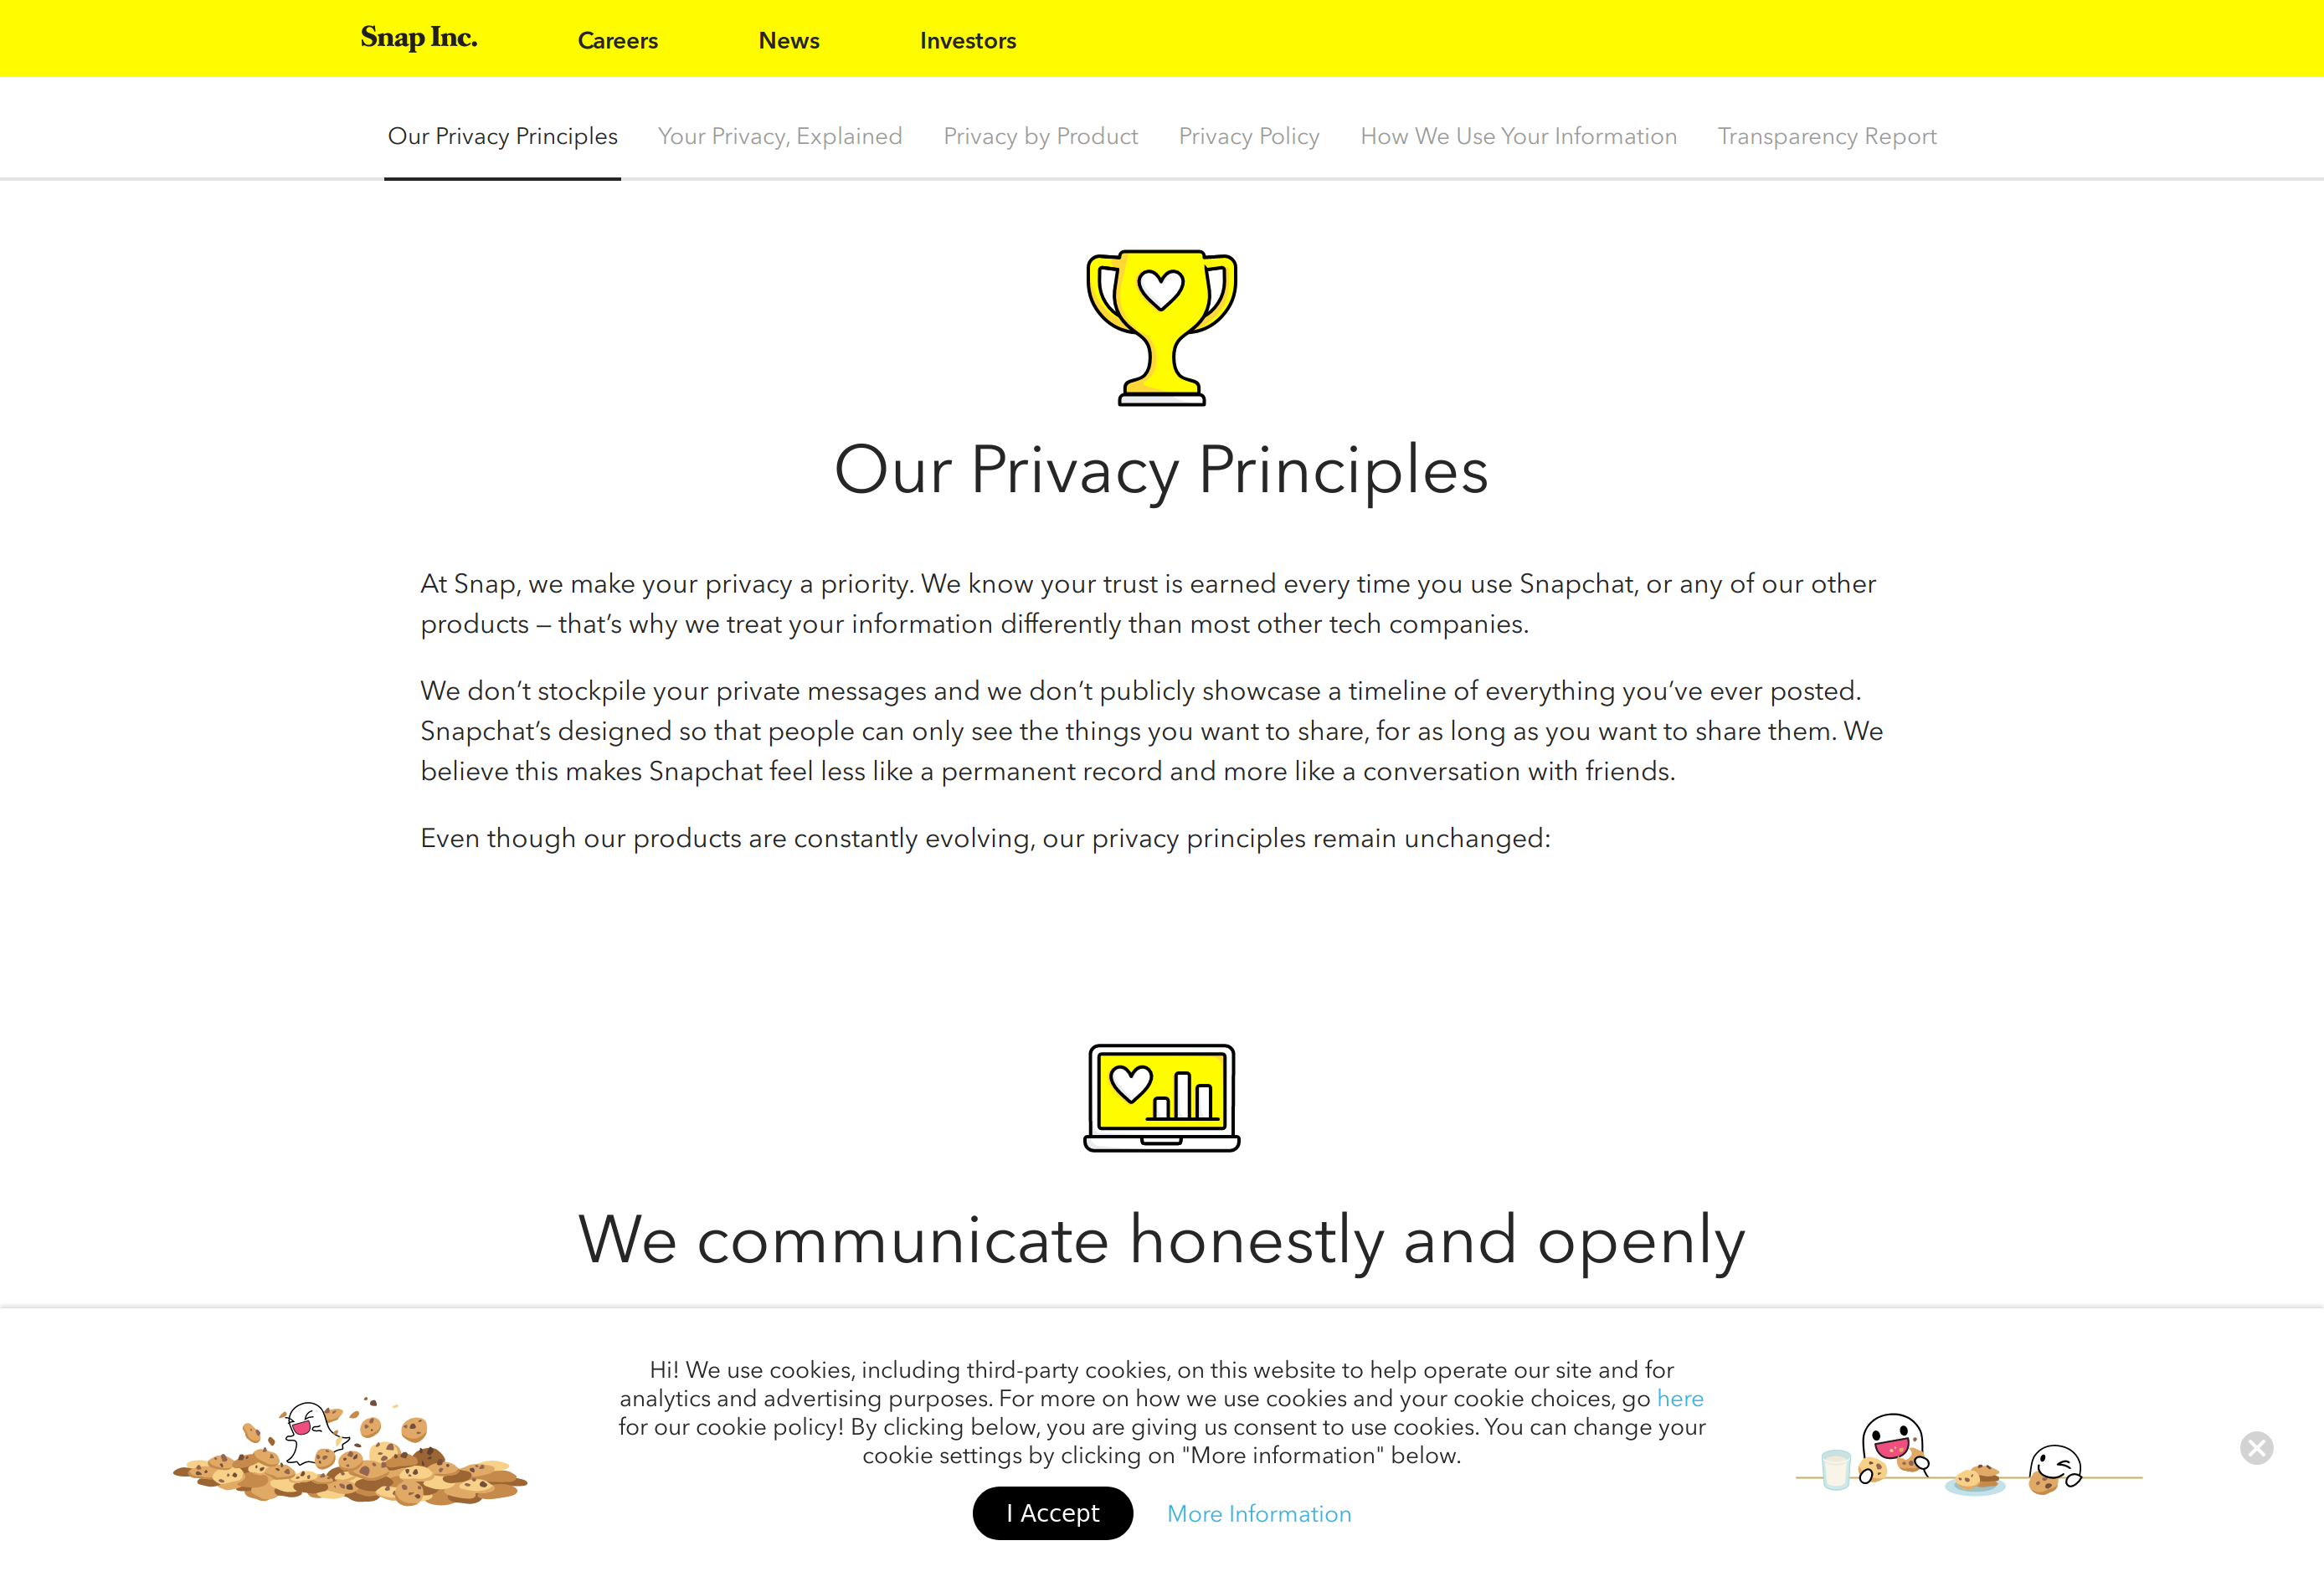 Snap Inc.
Careers
News
Investors
Our Privacy Principles
Your Privacy, Explained
Privacy by Product
Privacy Policy
How We Use Your Information
Transparency Report
Our Privacy Principles
At Snap, we make your privacy a priority. We know your trust is earned every time you use Snapchat, or any of our other
products – that’s why we treat your information differently than most other tech companies.
We don’t stockpile your private messages and we don’t publicly showcase a timeline of everything you’ve ever posted.
Snapchat’s designed so that people can only see the things you want to share, for as long as you want to share them. We
believe this makes Snapchat feel less like a permanent record and more like a conversation with friends.
Even though our products are constantly evolving, our privacy principles remain unchanged:
We communicate honestly and openly
Hi! We use cookies, including third-party cookies, on this website to help operate our site and for
analytics and advertising purposes. For more on how we use cookies and your cookie choices, go here
for our cookie policy! By clicking below, you are giving us consent to use cookies. You can change your
cookie settings by clicking on "More information" below.
I Accept
More Information